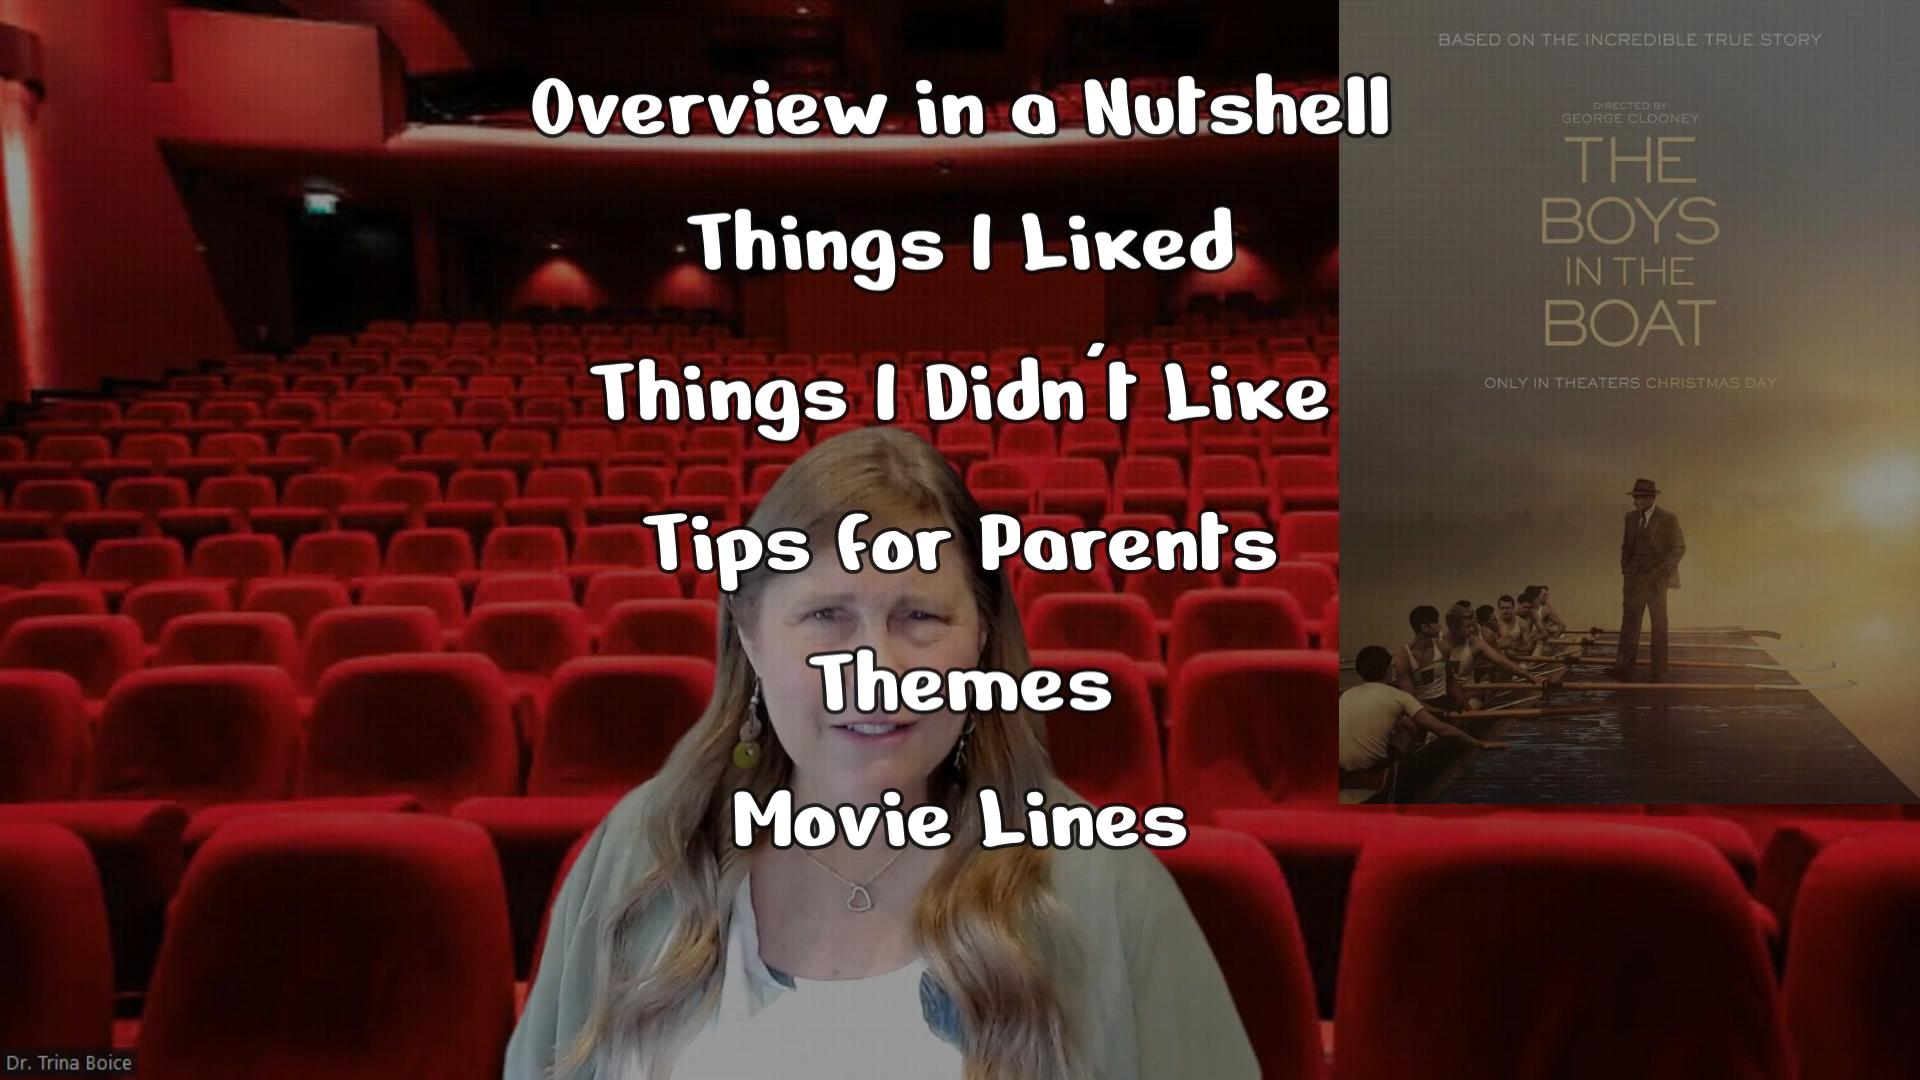 Overview in a Nutshell
Things I Liked
Things I Didn't Like
Tips for Parents
Themes
Movie Lines
BASED ON THE INCREDIBLE TRUE STORY
DIRECTED BY
GEORGE CLOONEY
THE
BOYS
IN THE
BOAT
ONLY IN THEATERS CHRISTMAS DAY
Dr. Trina Boice